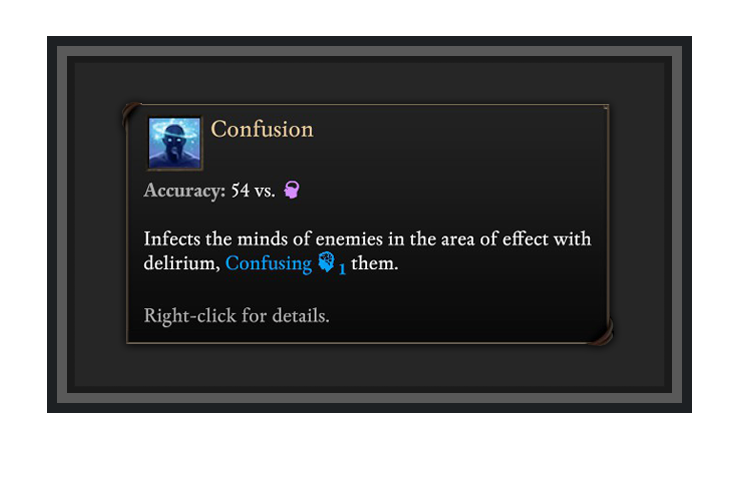 Confusion
Accuracy: 54 vs.
Infects the minds of enemies in the area of effect with
delirium, Confusing 1 them.
Right-click for details.